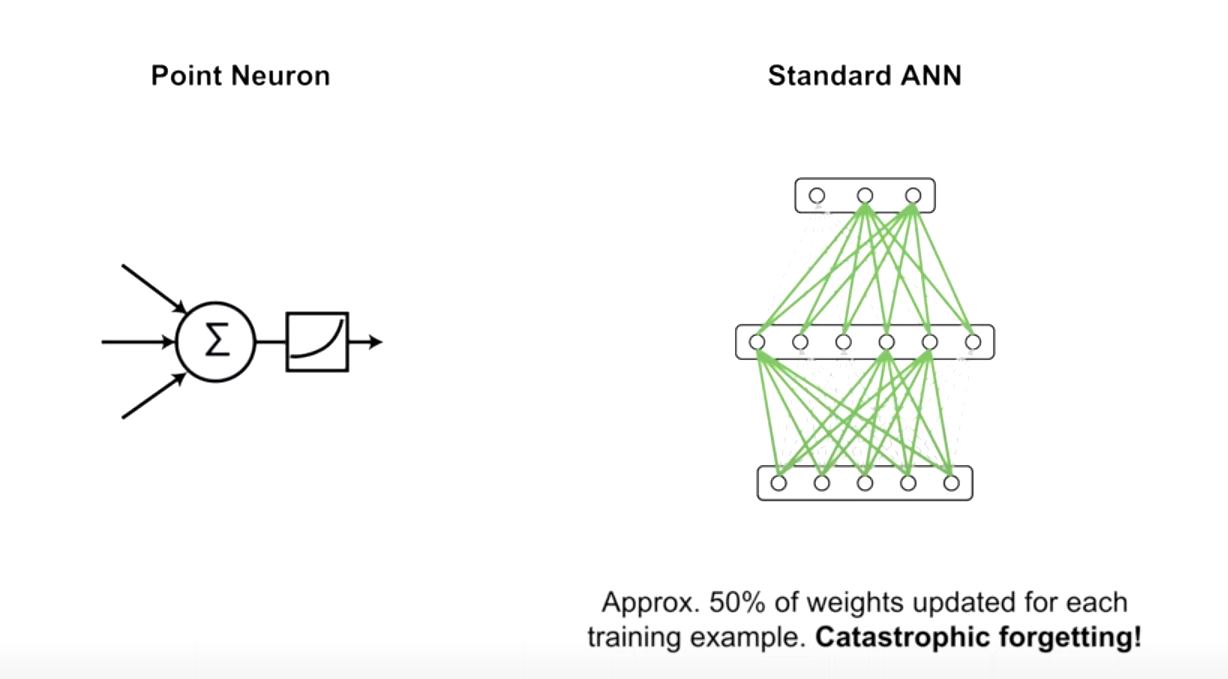 Point Neuron
Standard ANN
Σ
Approx. 50% of weights updated for each
training example. Catastrophic forgetting!